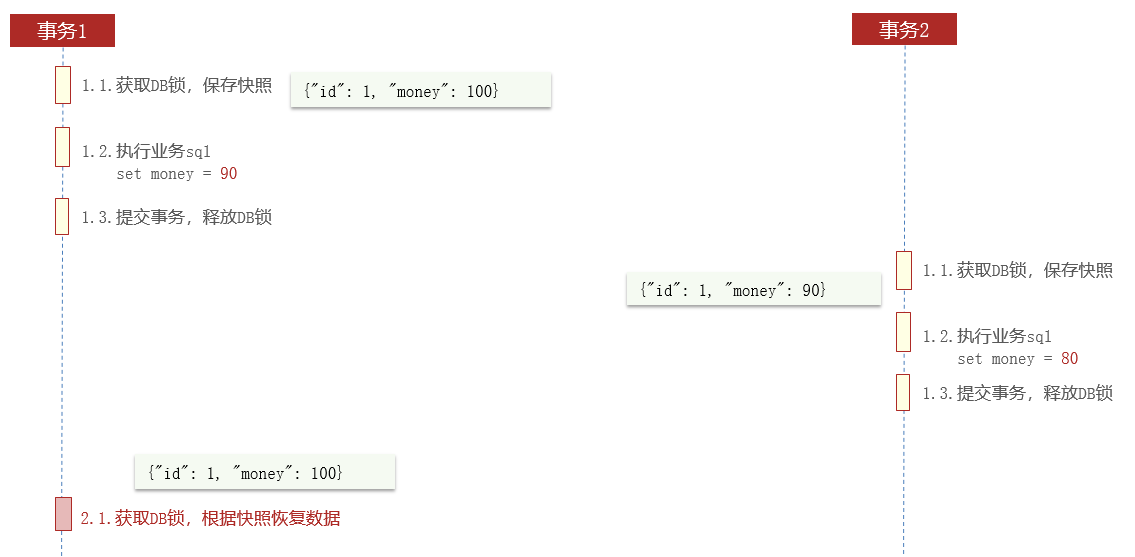 事务1
事务2
1.1.获取DB锁，保存快照
{"id": 1, "money": 100}
1.2.执行业务sql
set money = 90
1.3.提交事务，释放DB锁
1.1.获取DB锁，保存快照
{"id": 1, "money": 90}
1.2.执行业务sql
set money = 80
1.3.提交事务，释放DB锁
{"id": 1, "money": 100}
2.1.获取DB锁，根据快照恢复数据